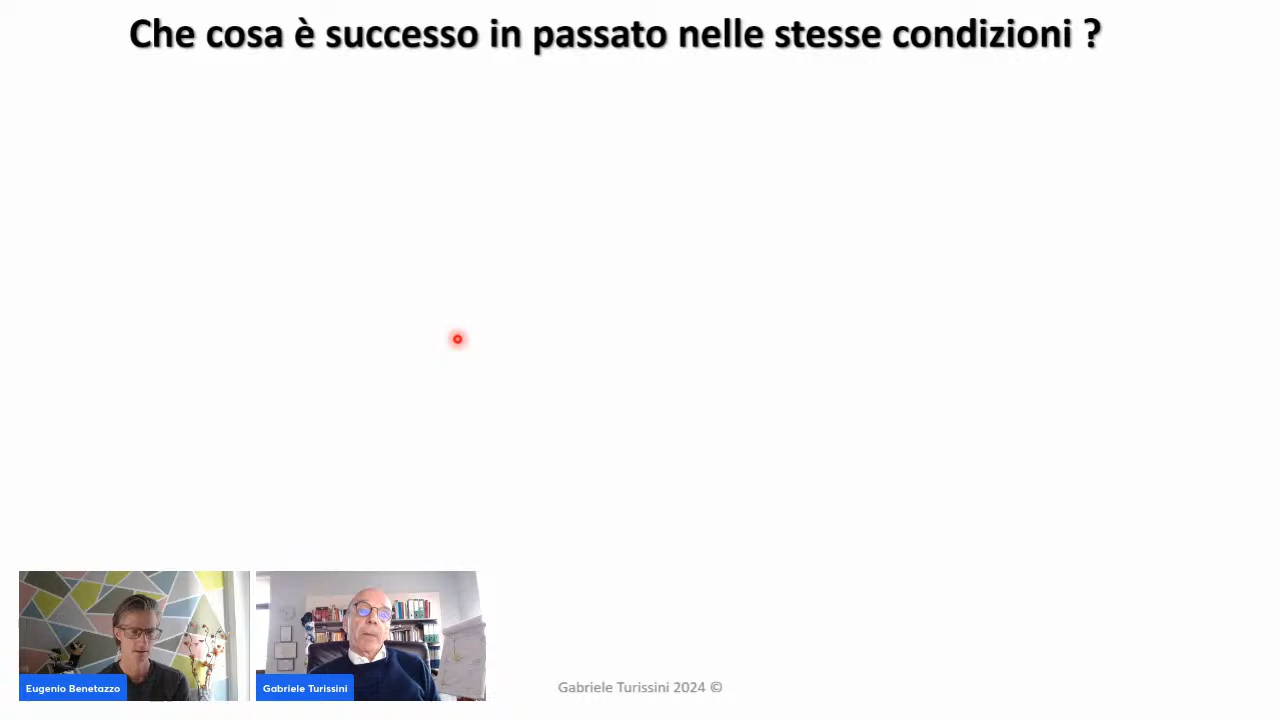 Che cosa è successo in passato nelle stesse condizioni ?
Eugenio Benetazzo
Gabriele Turissini
Gabriele Turissini 2024 ©